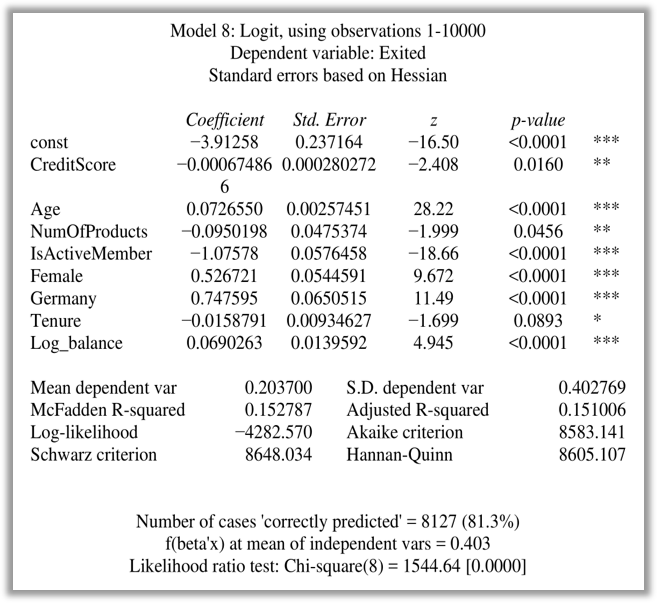 Model 8: Logit, using observations 1-10000
Dependent variable: Exited
Standard errors based on Hessian
Coefficient Std. Error z p-value
const −3.91258 0.237164 −16.50 <0.0001 ***
CreditScore −0.00067486 0.000280272 −2.408 0.0160 **
6
Age 0.0726550 0.00257451 28.22 <0.0001 ***
NumOfProducts −0.0950198 0.0475374 −1.999 0.0456 **
IsActiveMember −1.07578 0.0576458 −18.66 <0.0001 ***
Female 0.526721 0.0544591 9.672 <0.0001 ***
Germany 0.747595 0.0650515 11.49 <0.0001 ***
Tenure −0.0158791 0.00934627 −1.699 0.0893 *
Log_balance 0.0690263 0.0139592 4.945 <0.0001 ***
Mean dependent var 0.203700 S.D. dependent var 0.402769
McFadden R-squared 0.152787 Adjusted R-squared 0.151006
Log-likelihood −4282.570 Akaike criterion 8583.141
Schwarz criterion 8648.034 Hannan-Quinn 8605.107
Number of cases 'correctly predicted' = 8127 (81.3%)
f(beta'x) at mean of independent vars = 0.403
Likelihood ratio test: Chi-square(8) = 1544.64 [0.0000]